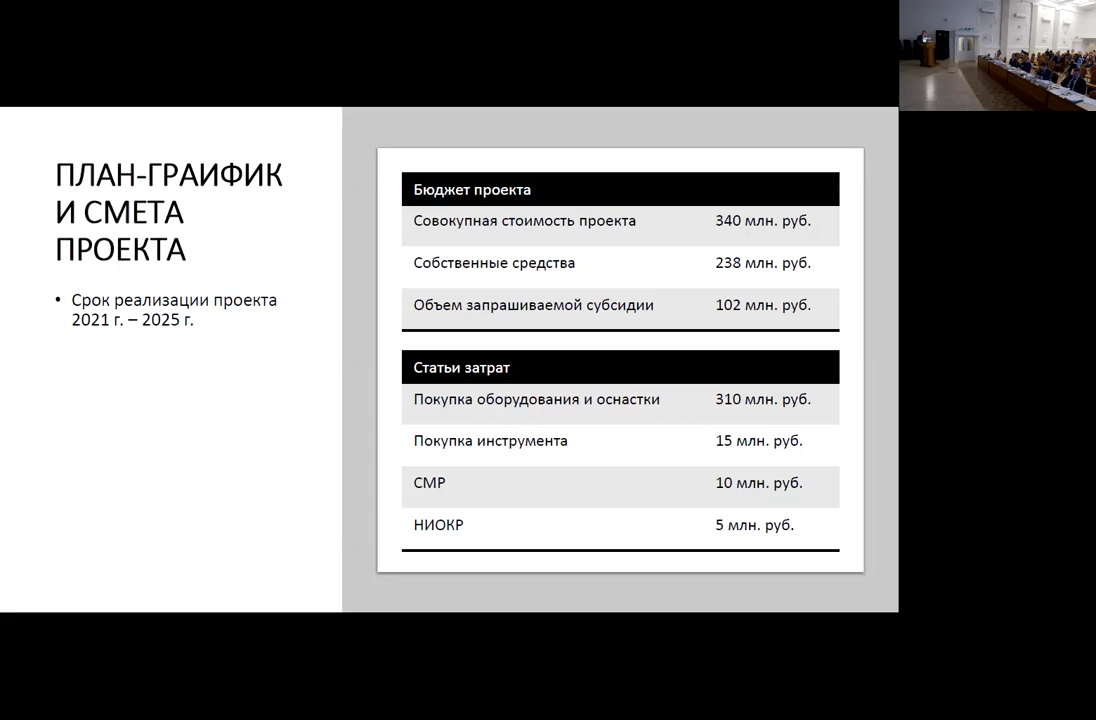 ПЛАН-ГРАИФИК
И СМЕТА
ПРОЕКТА
• Срок реализации проекта
2021 г. – 2025 г.
Бюджет проекта
Совокупная стоимость проекта 340 млн. руб.
Собственные средства 238 млн. руб.
Объем запрашиваемой субсидии 102 млн. руб.
Статьи затрат
Покупка оборудования и оснастки 310 млн. руб.
Покупка инструмента 15 млн. руб.
СМР 10 млн. руб.
НИОКР 5 млн. руб.